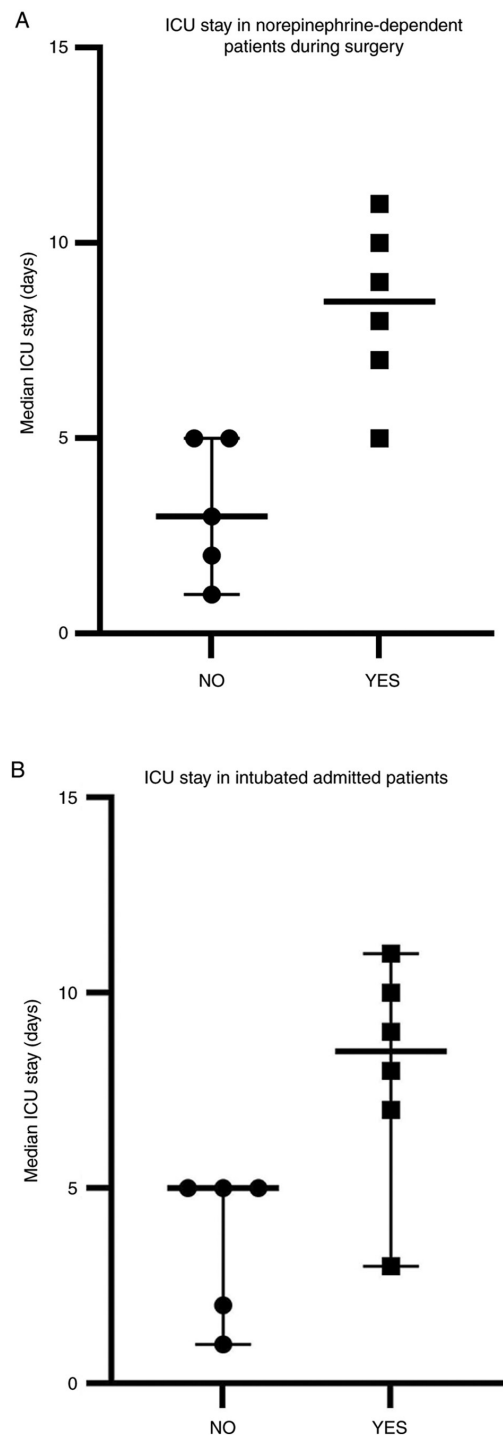 A
ICU stay in norepinephrine-dependent
patients during surgery
15
10
5
0
Median ICU stay (days)
NO
YES
B
ICU stay in intubated admitted patients
15
10
5
0
Median ICU stay (days)
NO
YES